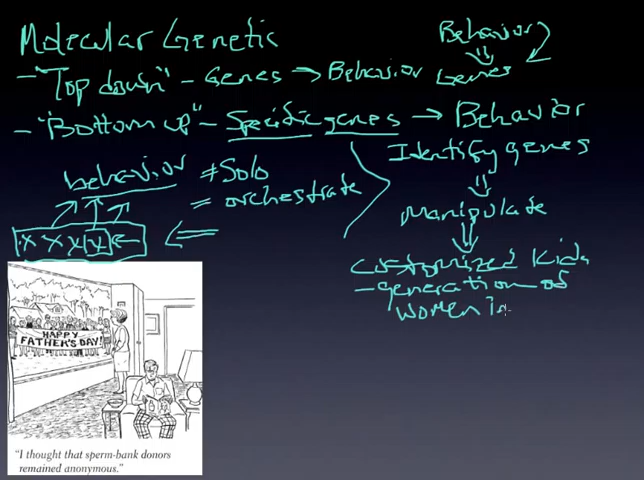 Molecular Genetic
Behavior
Genes
- "Top down" - Genes → Behavior
- "Bottom up" - Specific genes → Behavior
Identify genes
Manipulate
Customized Kids
- generation of
women
behavior
≠ Solo
= orchestrate
x x x x
HAPPY
FATHER'S DAY!
"I thought that sperm-bank donors
remained anonymous."